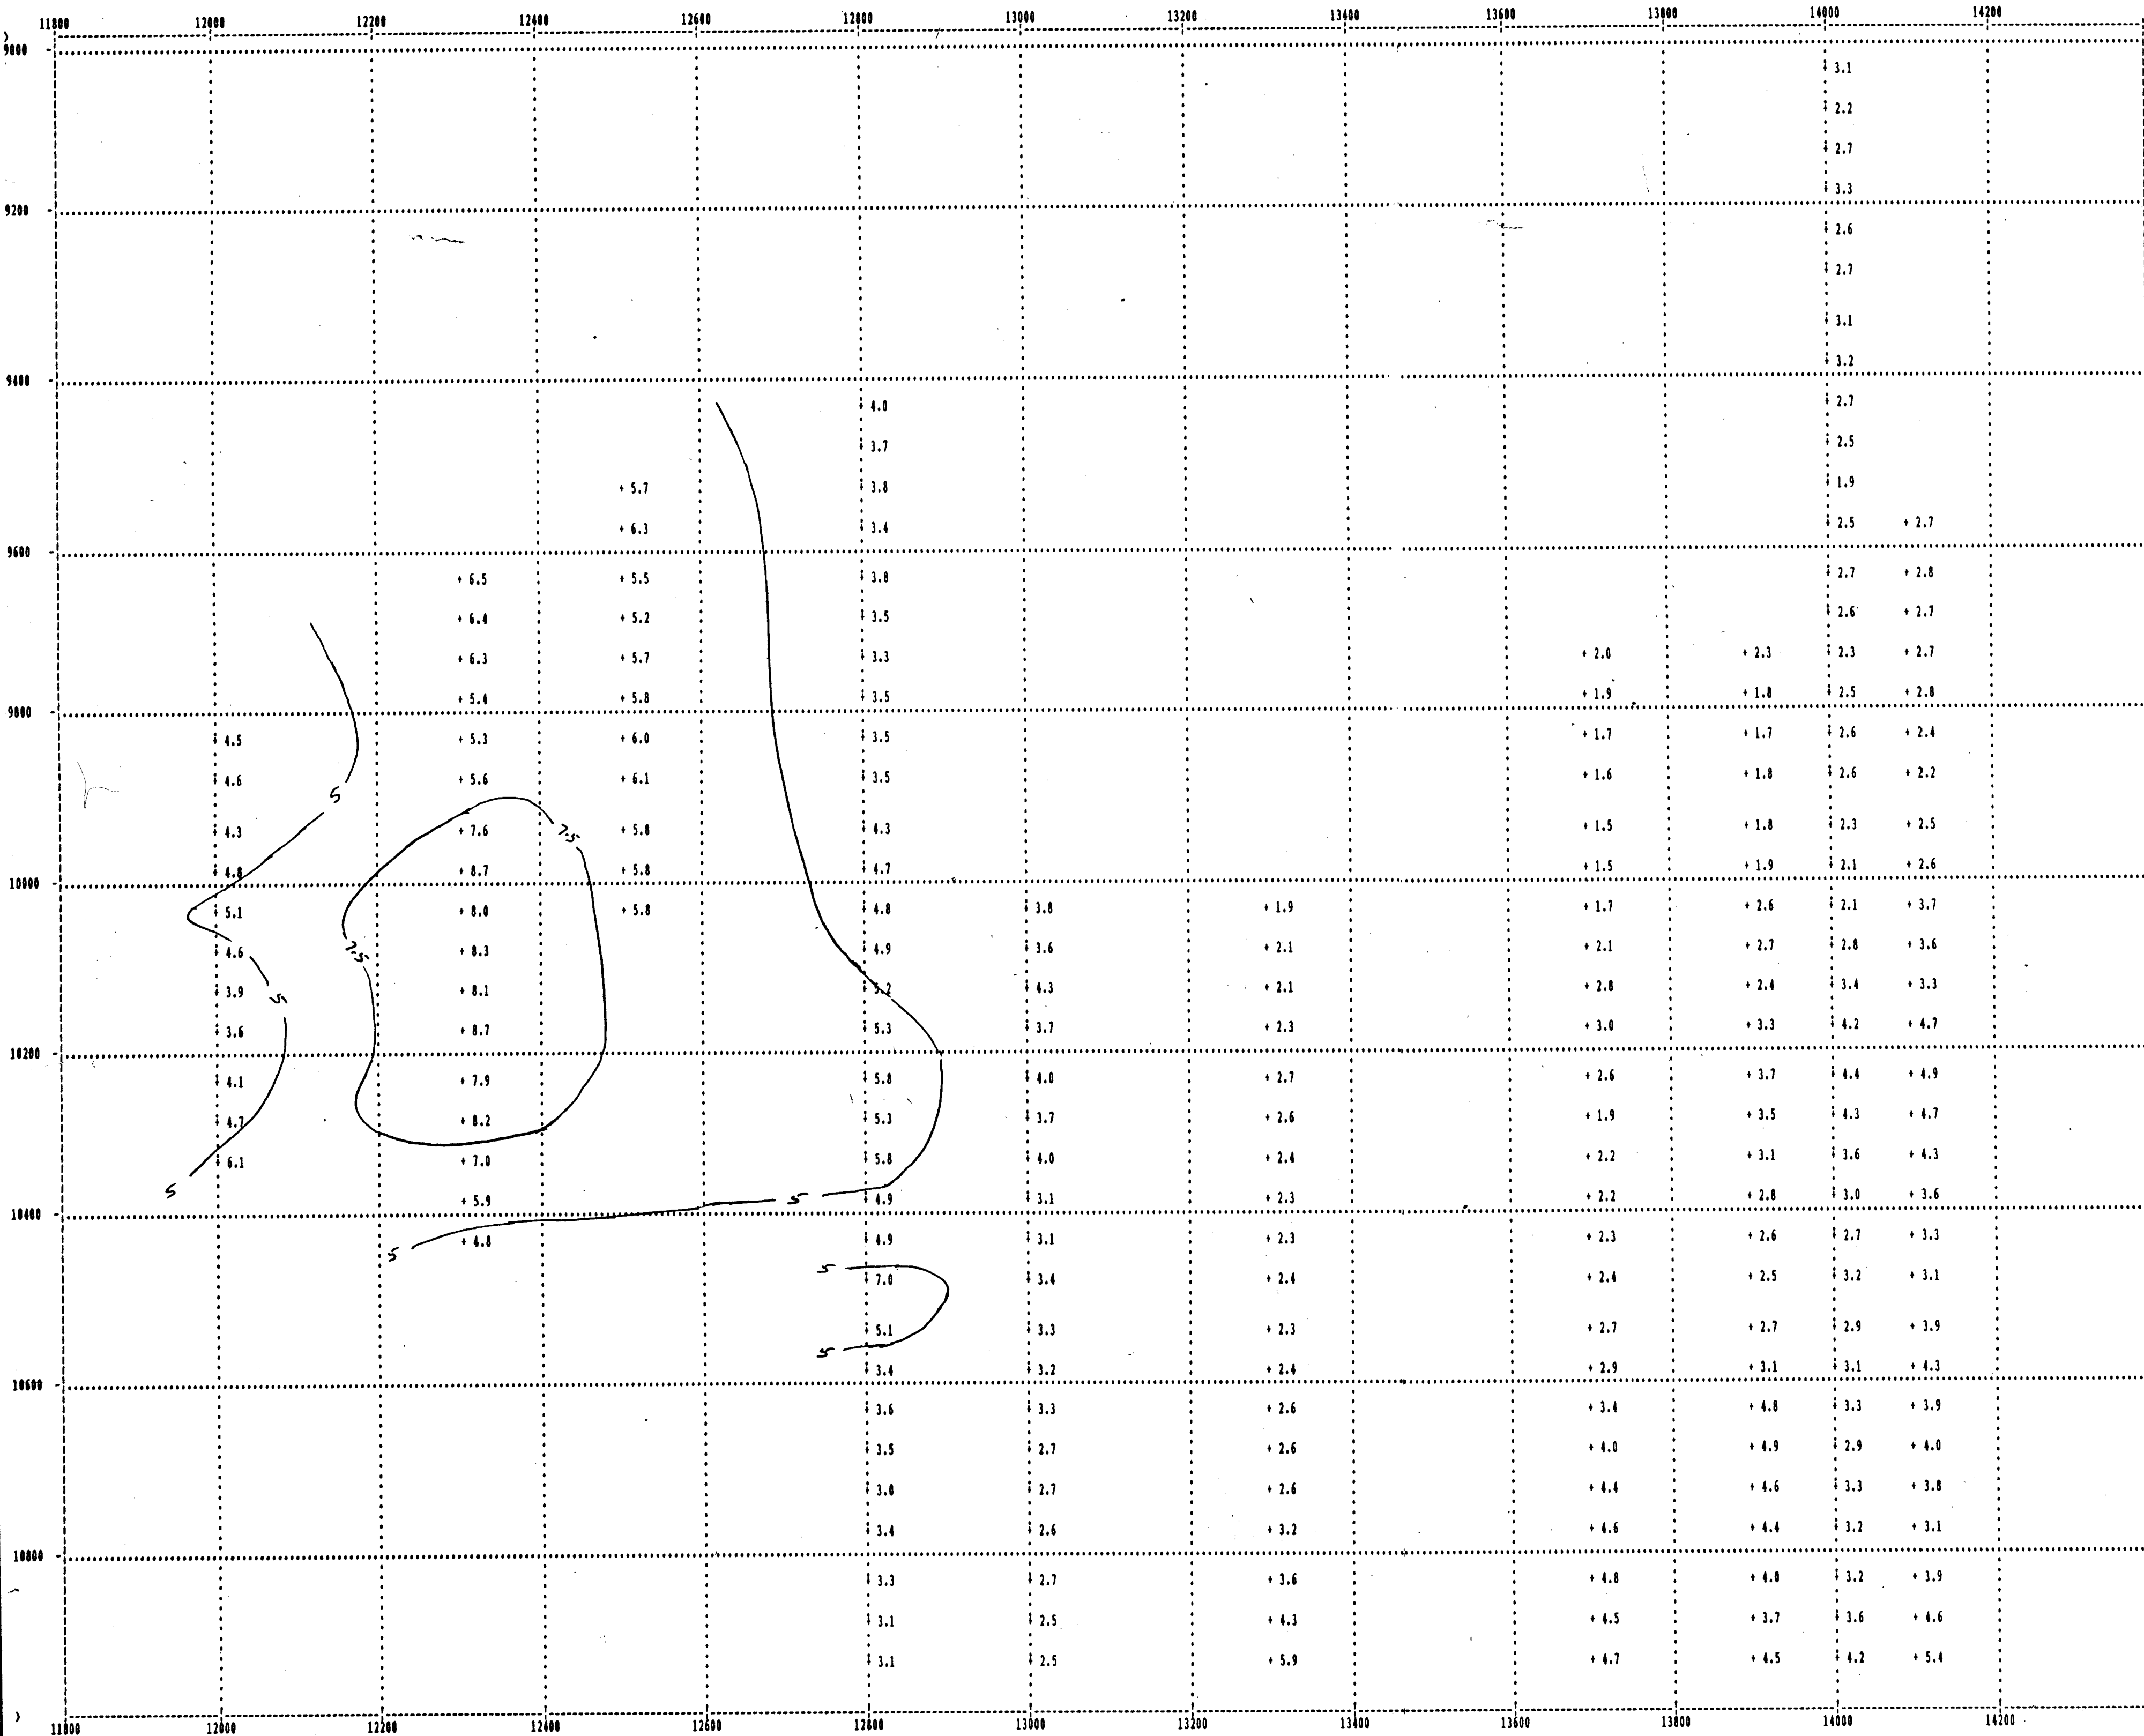 11800 12000 12200 12400 12600 12800 13000 13200 13400 13600 13800 14000 14200
9000
+ 3.1
+ 2.2
+ 2.7
+ 3.3
9200
+ 2.6
+ 2.7
+ 3.1
+ 3.2
9400
+ 4.0 + 2.7
+ 3.7 + 2.5
+ 5.7 + 3.8 + 1.9
+ 6.3 + 3.4 + 2.5 + 2.7
9600
+ 6.5 + 5.5 + 3.8 + 2.7 + 2.8
+ 6.4 + 5.2 + 3.5 + 2.6 + 2.7
+ 6.3 + 5.7 + 3.3 + 2.0 + 2.3 + 2.3 + 2.7
+ 5.4 + 5.8 + 3.5 + 1.9 + 1.8 + 2.5 + 2.8
9800
+ 4.5 + 5.3 + 6.0 + 3.5 + 1.7 + 1.7 + 2.6 + 2.4
+ 4.6 + 5.6 + 6.1 + 3.5 + 1.6 + 1.8 + 2.6 + 2.2
5
+ 4.3 + 7.6 7.5 + 5.8 + 4.3 + 1.5 + 1.8 + 2.3 + 2.5
+ 4.8 + 8.7 + 5.8 + 4.7 + 1.5 + 1.9 + 2.1 + 2.6
10000
+ 5.1 + 8.0 + 5.8 + 4.8 + 3.8 + 1.9 + 1.7 + 2.6 + 2.1 + 3.7
+ 4.6 7.5 + 8.3 + 4.9 + 3.6 + 2.1 + 2.1 + 2.7 + 2.8 + 3.6
+ 3.9 5 + 8.1 + 5.2 + 4.3 + 2.1 + 2.8 + 2.4 + 3.4 + 3.3
+ 3.6 + 8.7 + 5.3 + 3.7 + 2.3 + 3.0 + 3.3 + 4.2 + 4.7
10200
+ 4.1 + 7.9 + 5.8 + 4.0 + 2.7 + 2.6 + 3.7 + 4.4 + 4.9
+ 4.7 + 8.2 + 5.3 + 3.7 + 2.6 + 1.9 + 3.5 + 4.3 + 4.7
+ 6.1 + 7.0 + 5.8 + 4.0 + 2.4 + 2.2 + 3.1 + 3.6 + 4.3
5 + 5.9 5 + 4.9 + 3.1 + 2.3 + 2.2 + 2.8 + 3.0 + 3.6
10400
5 + 4.8 + 4.9 + 3.1 + 2.3 + 2.3 + 2.6 + 2.7 + 3.3
5 + 7.0 + 3.4 + 2.4 + 2.4 + 2.5 + 3.2 + 3.1
+ 5.1 + 3.3 + 2.3 + 2.7 + 2.7 + 2.9 + 3.9
5 + 3.4 + 3.2 + 2.4 + 2.9 + 3.1 + 3.1 + 4.3
10600
+ 3.6 + 3.3 + 2.6 + 3.4 + 4.8 + 3.3 + 3.9
+ 3.5 + 2.7 + 2.6 + 4.0 + 4.9 + 2.9 + 4.0
+ 3.0 + 2.7 + 2.6 + 4.4 + 4.6 + 3.3 + 3.8
+ 3.4 + 2.6 + 3.2 + 4.6 + 4.4 + 3.2 + 3.1
10800
+ 3.3 + 2.7 + 3.6 + 4.8 + 4.0 + 3.2 + 3.9
+ 3.1 + 2.5 + 4.3 + 4.5 + 3.7 + 3.6 + 4.6
+ 3.1 + 2.5 + 5.9 + 4.7 + 4.5 + 4.2 + 5.4
11800 12000 12200 12400 12600 12800 13000 13200 13400 13600 13800 14000 14200